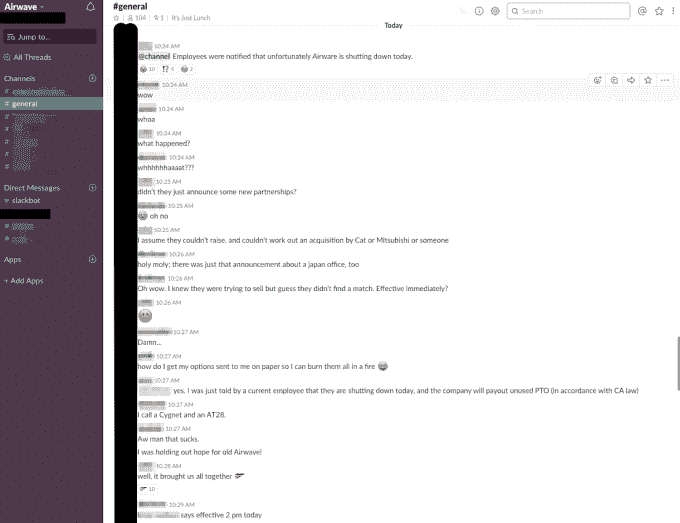 Airwave
#general
104 | 1 | It's Just Lunch
Search
Jump to...
All Threads
Channels
# general
Direct Messages
slackbot
Apps
+ Add Apps
Today
10:24 AM
@channel Employees were notified that unfortunately Airware is shutting down today.
10 5 2
10:24 AM
wow
10:24 AM
whoa
10:24 AM
what happened?
10:24 AM
whhhhhhaaaat???
10:25 AM
didn't they just announce some new partnerships?
10:25 AM
oh no
10:25 AM
I assume they couldn't raise, and couldn't work out an acquisition by Cat or Mitsubishi or someone
10:26 AM
holy moly; there was just that announcement about a japan office, too
10:26 AM
Oh wow. I knew they were trying to sell but guess they didn't find a match. Effective immediately?
10:26 AM
10:27 AM
Damn...
10:27 AM
how do I get my options sent to me on paper so I can burn them all in a fire
10:27 AM
yes. I was just told by a current employee that they are shutting down today, and the company will payout unused PTO (in accordance with CA law)
10:27 AM
I call a Cygnet and an AT28.
10:27 AM
Aw man that sucks.
I was holding out hope for old Airwave!
10:28 AM
well, it brought us all together
10
10:29 AM
says effective 2 pm today